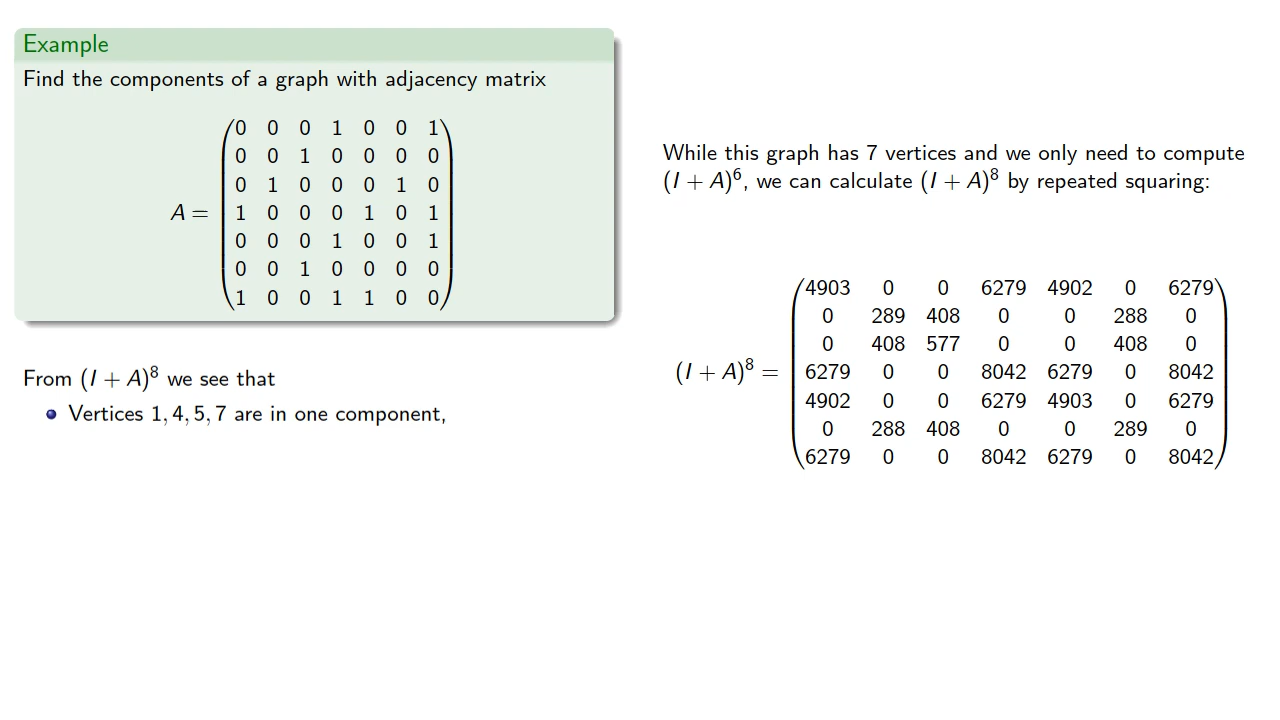 Example
Find the components of a graph with adjacency matrix
0 0 0 1 0 0 1
0 0 1 0 0 0 0
0 1 0 0 0 1 0
A = 1 0 0 0 1 0 1
0 0 0 1 0 0 1
0 0 1 0 0 0 0
1 0 0 1 1 0 0
From (I + A)⁸ we see that
Vertices 1, 4, 5, 7 are in one component,
While this graph has 7 vertices and we only need to compute
(I + A)⁶, we can calculate (I + A)⁸ by repeated squaring:
4903 0 0 6279 4902 0 6279
0 289 408 0 0 288 0
0 408 577 0 0 408 0
(I + A)⁸ = 6279 0 0 8042 6279 0 8042
4902 0 0 6279 4903 0 6279
0 288 408 0 0 289 0
6279 0 0 8042 6279 0 8042